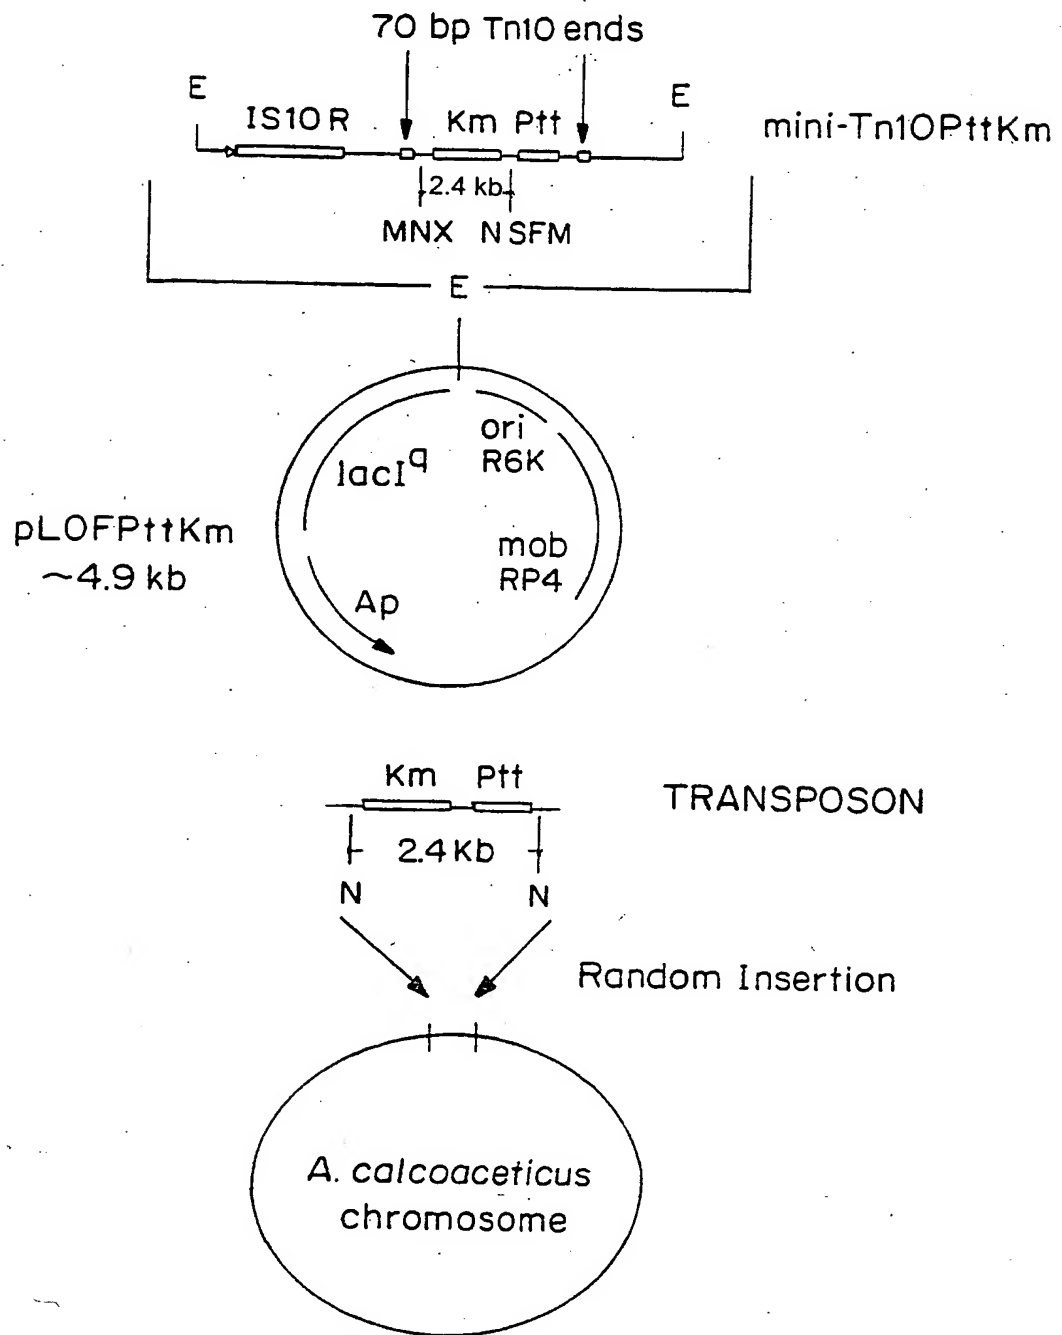 70 bp Tn10 ends
E
E
IS10 R
Km Ptt
mini-Tn10PttKm
2.4 kb
MNX N SFM
E
ori
R6K
lacI^q
pLOFPttKm
~4.9 kb
mob
RP4
Ap
Km Ptt
TRANSPOSON
2.4 Kb
N N
Random Insertion
A. calcoaceticus
chromosome